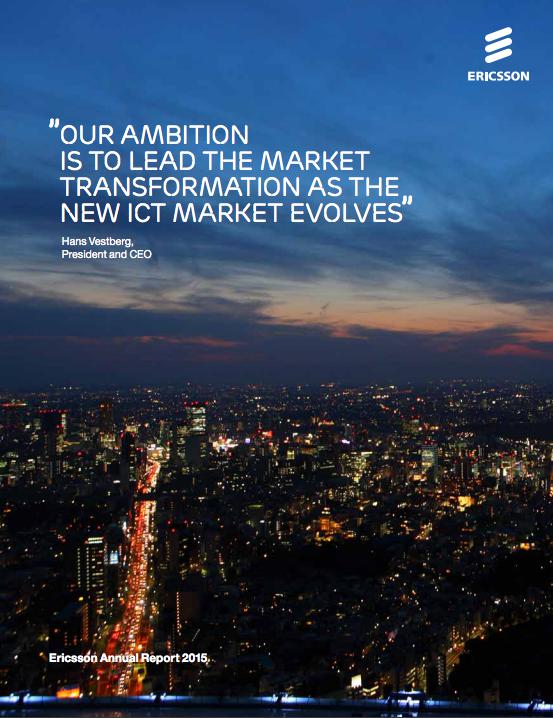 ERICSSON
"OUR AMBITION
IS TO LEAD THE MARKET
TRANSFORMATION AS THE
NEW ICT MARKET EVOLVES"
Hans Vestberg,
President and CEO
Ericsson Annual Report 2015